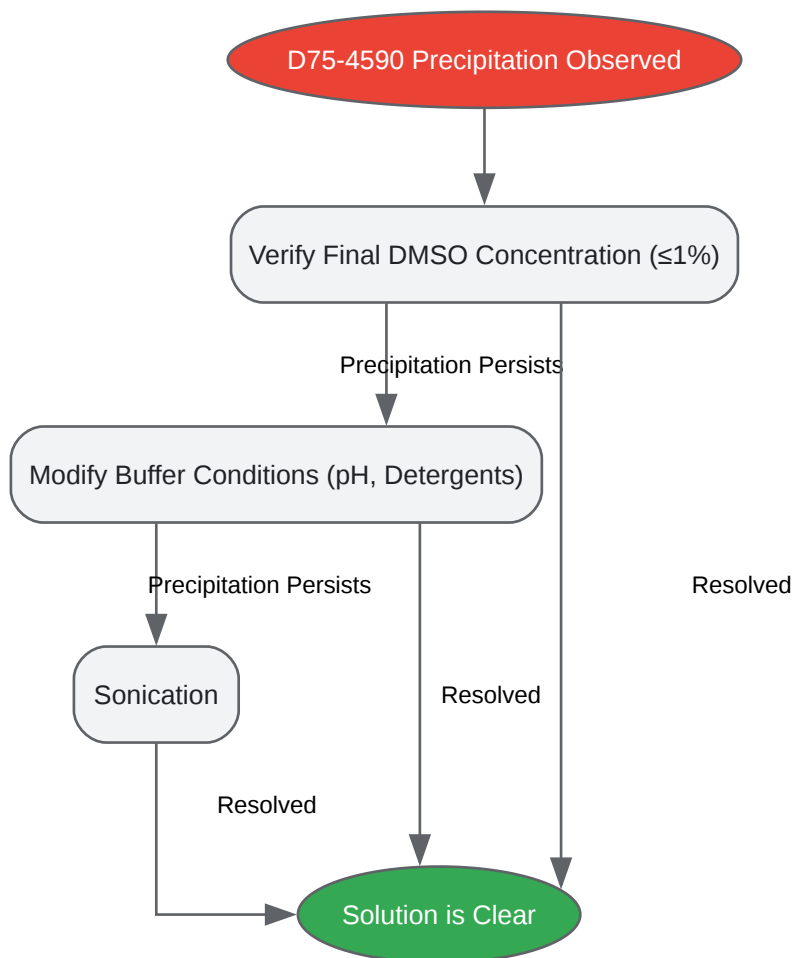 D75-4590 Precipitation Observed
Verify Final DMSO Concentration (≤1%)
Precipitation Persists
Modify Buffer Conditions (pH, Detergents)
Precipitation Persists
Resolved
Sonication
Resolved
Resolved
Solution is Clear